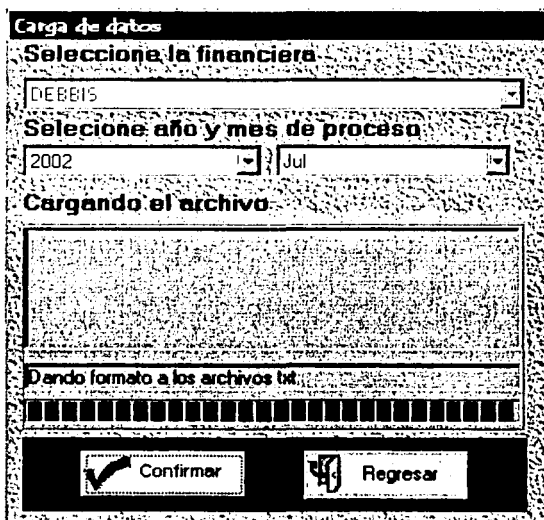 Carga de datos
Seleccione la financiera
DEBBIS
Selecione año y mes de proceso
2002 Jul
Cargando el archivo
Dando formato a los archivos txt
Confirmar Regresar